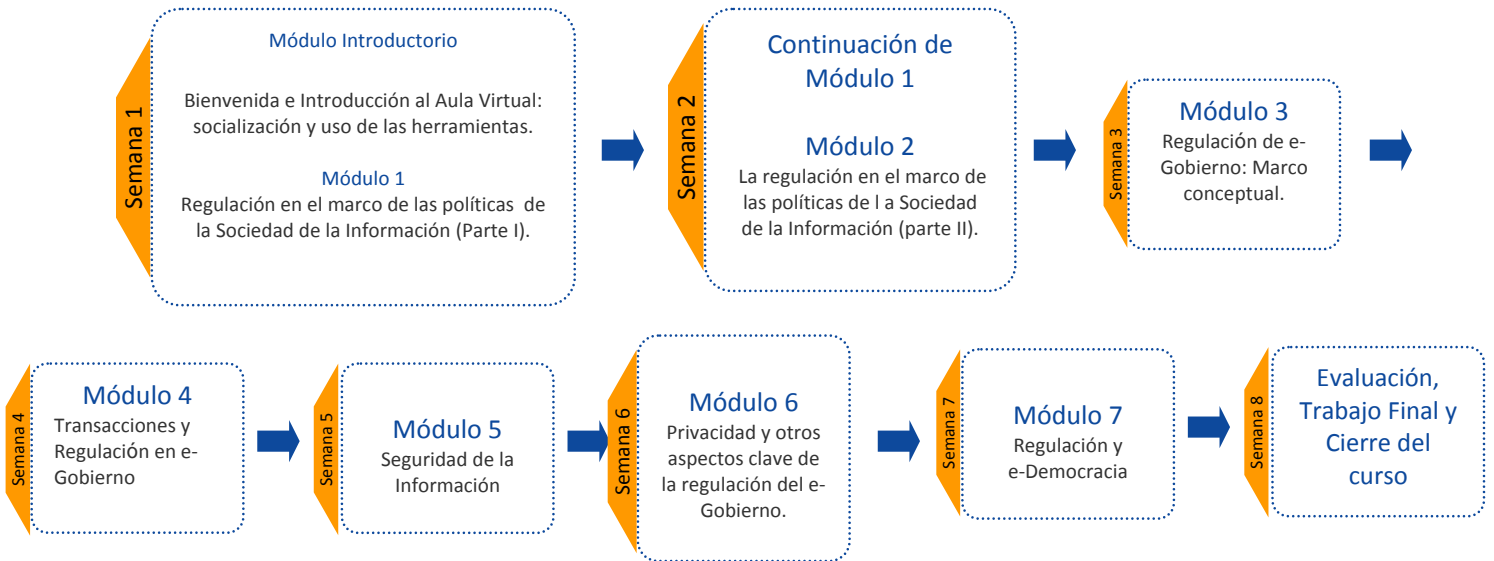 Semana 1
Módulo Introductorio
Bienvenida e Introducción al Aula Virtual:
socialización y uso de las herramientas.
Módulo 1
Regulación en el marco de las políticas de
la Sociedad de la Información (Parte I).
Semana 2
Continuación de
Módulo 1
Módulo 2
La regulación en el marco de
las políticas de l a Sociedad
de la Información (parte II).
Semana 3
Módulo 3
Regulación de e-
Gobierno: Marco
conceptual.
Semana 4
Módulo 4
Transacciones y
Regulación en e-
Gobierno
Semana 5
Módulo 5
Seguridad de la
Información
Semana 6
Módulo 6
Privacidad y otros
aspectos clave de
la regulación del e-
Gobierno.
Semana 7
Módulo 7
Regulación y
e-Democracia
Semana 8
Evaluación,
Trabajo Final y
Cierre del
curso